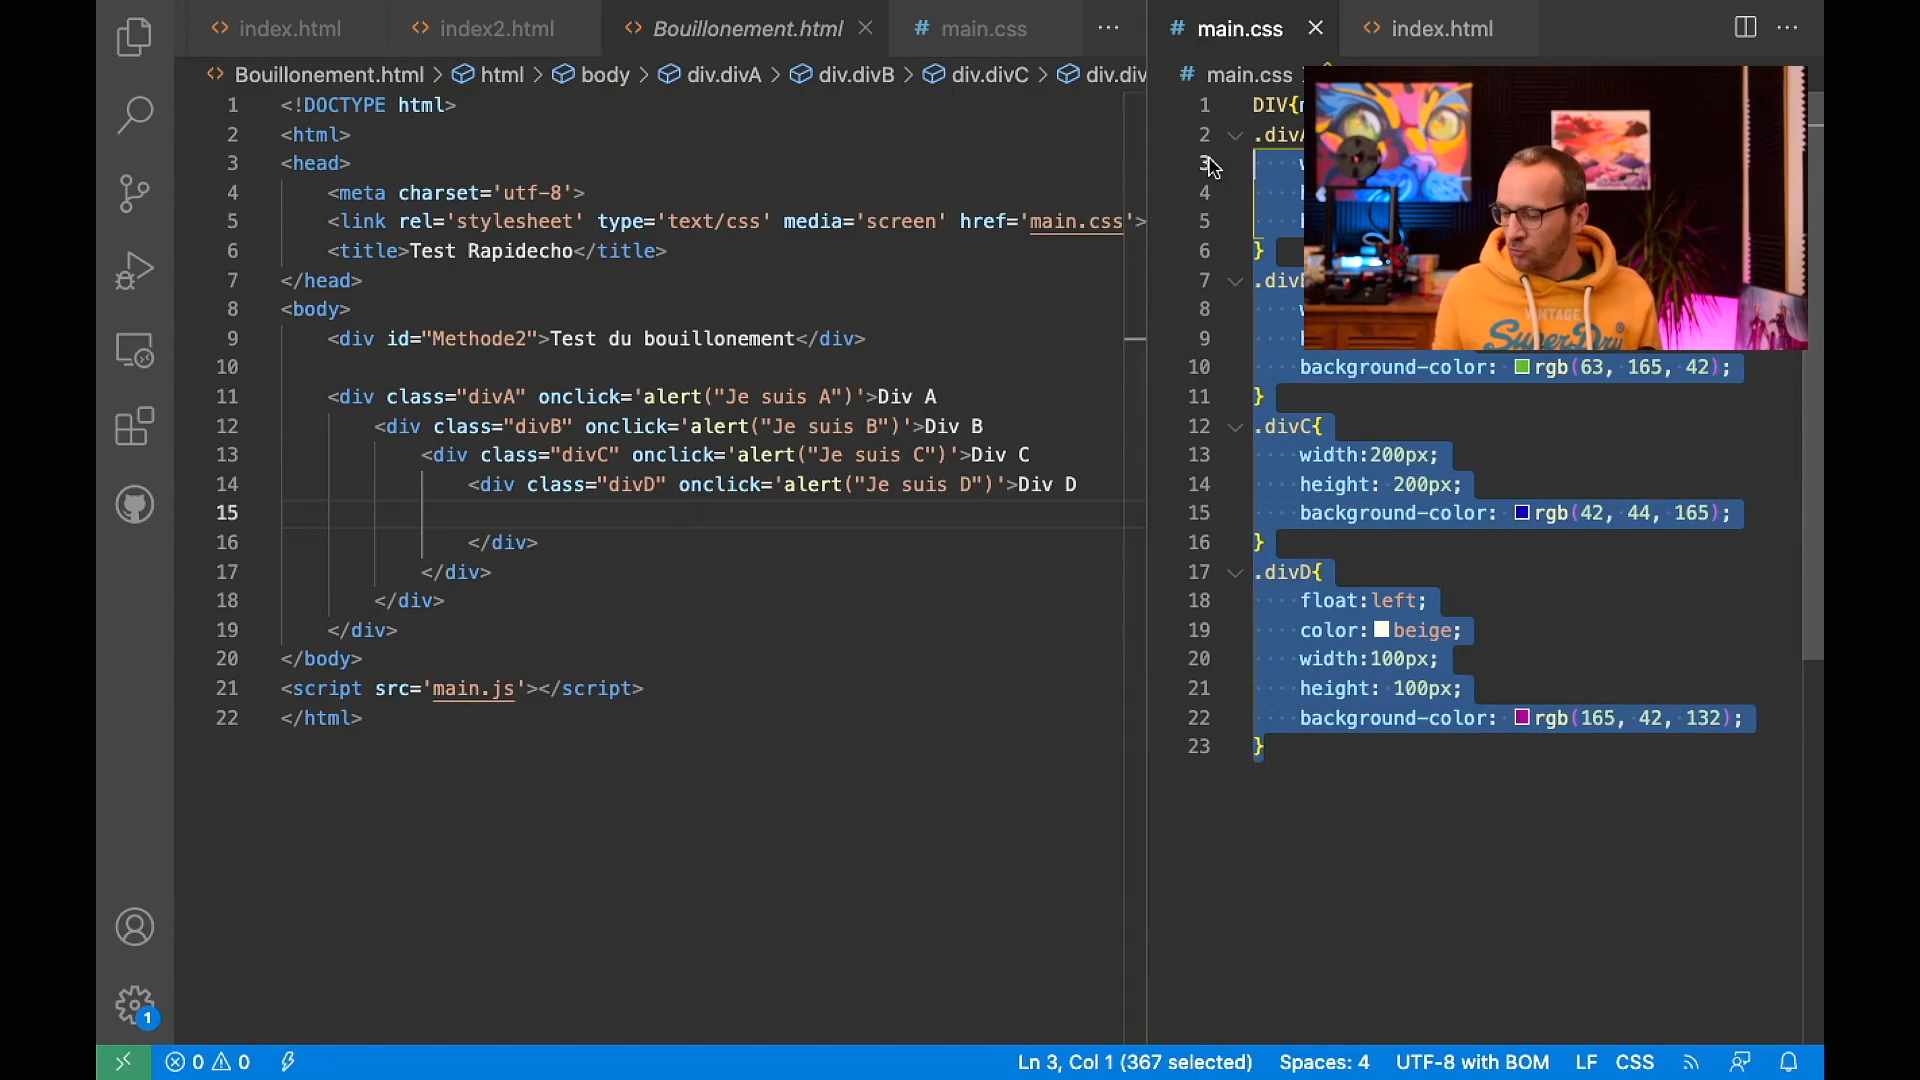 index.html
index2.html
Bouillonement.html
main.css
main.css
index.html
Bouillonement.html > html > body > div.divA > div.divB > div.divC > div.div
main.css
1 <!DOCTYPE html>
2 <html>
3 <head>
4 <meta charset='utf-8'>
5 <link rel='stylesheet' type='text/css' media='screen' href='main.css'>
6 <title>Test Rapidecho</title>
7 </head>
8 <body>
9 <div id="Methode2">Test du bouillonement</div>
10
11 <div class="divA" onclick='alert("Je suis A")'>Div A
12 <div class="divB" onclick='alert("Je suis B")'>Div B
13 <div class="divC" onclick='alert("Je suis C")'>Div C
14 <div class="divD" onclick='alert("Je suis D")'>Div D
15
16 </div>
17 </div>
18 </div>
19 </div>
20 </body>
21 <script src='main.js'></script>
22 </html>
1 DIV{
2 .div
3
4
5
6 }
7 .div
8
9
10 background-color: rgb(63, 165, 42);
11 }
12 .divC{
13 width:200px;
14 height: 200px;
15 background-color: rgb(42, 44, 165);
16 }
17 .divD{
18 float:left;
19 color: beige;
20 width:100px;
21 height: 100px;
22 background-color: rgb(165, 42, 132);
23 }
VINTAGE
SuperDry
1
0 0
Ln 3, Col 1 (367 selected)
Spaces: 4
UTF-8 with BOM
LF
CSS